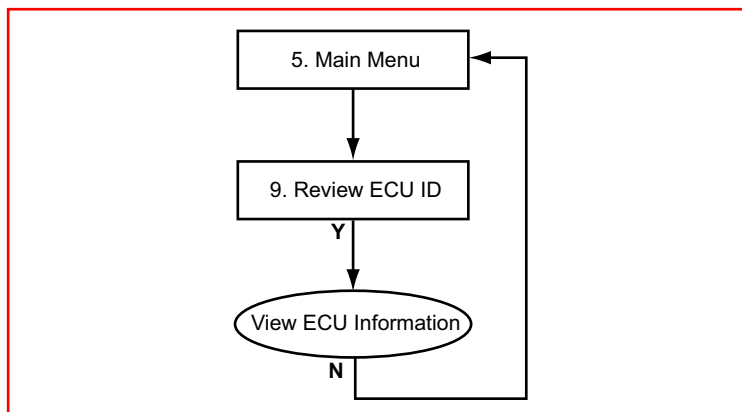 5. Main Menu
9. Review ECU ID
Y
View ECU Information
N